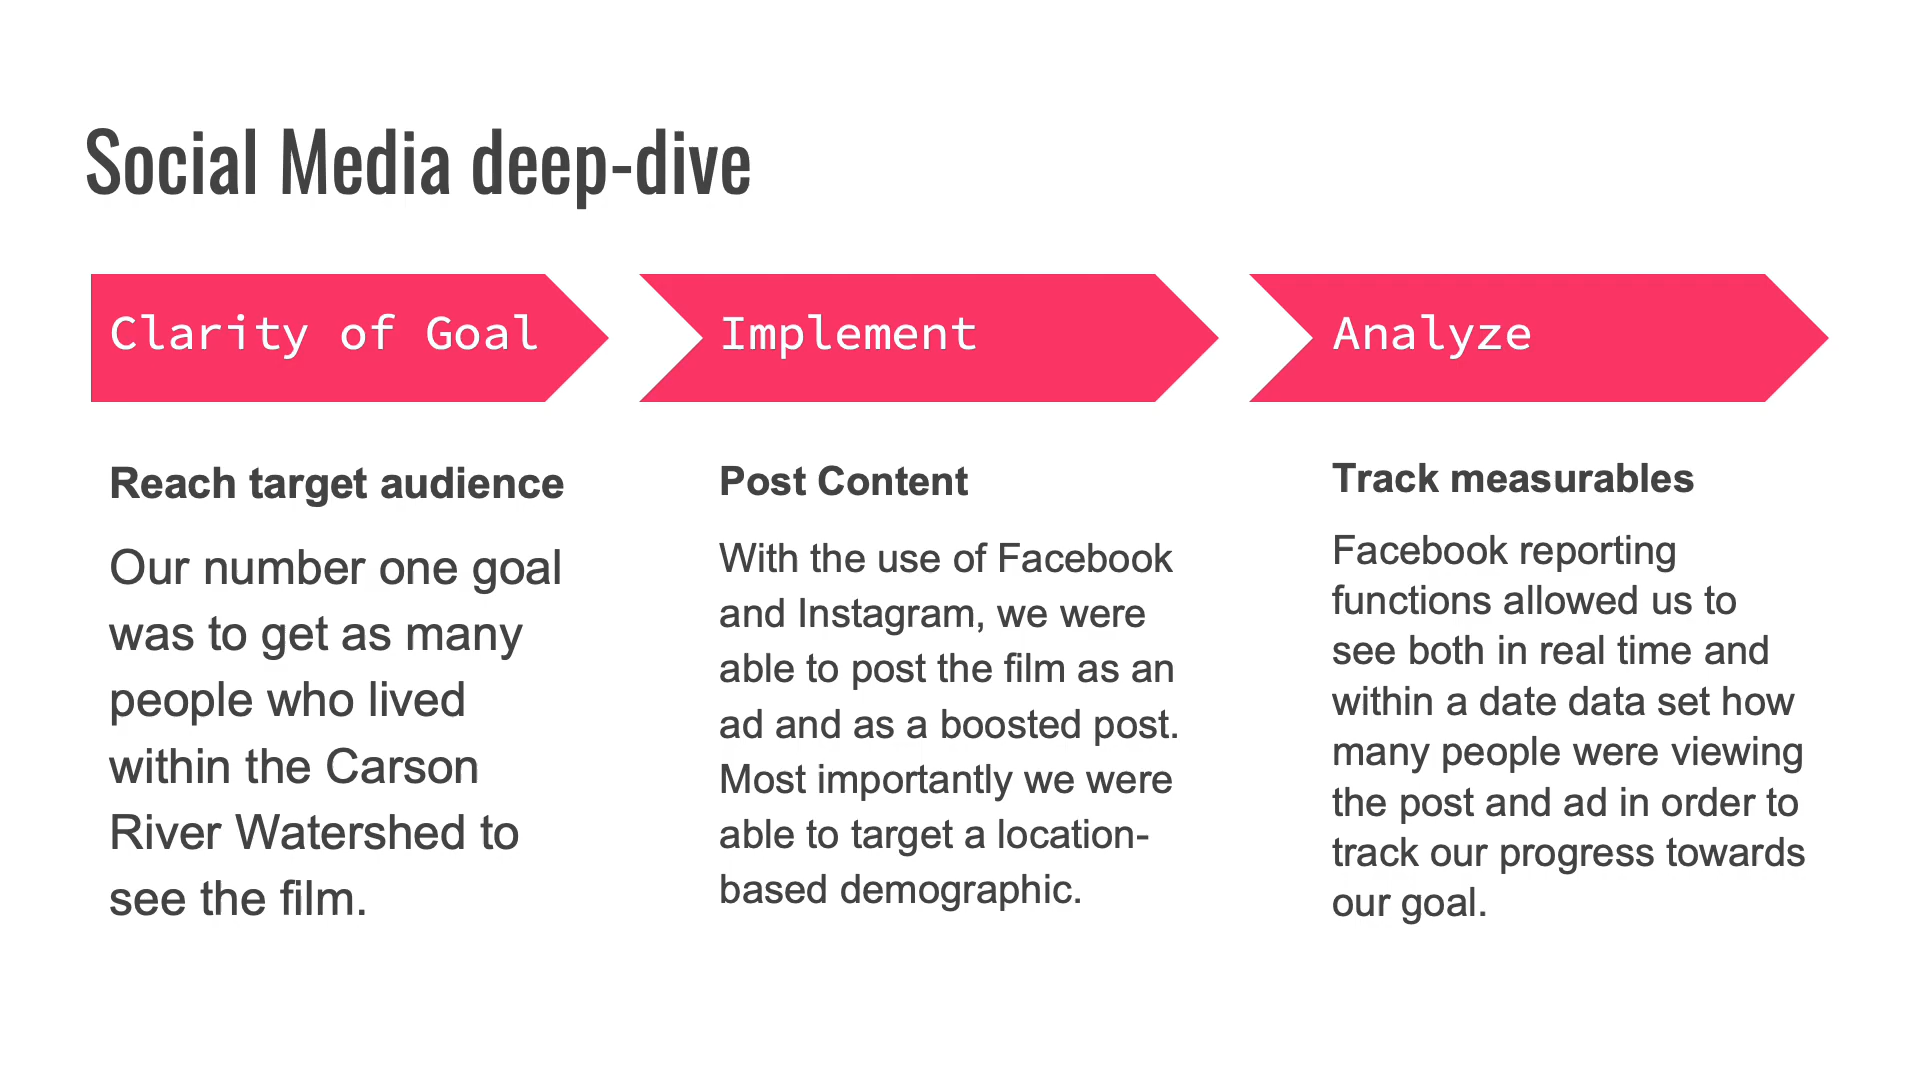 Social Media deep-dive
Clarity of Goal
Implement
Analyze
Reach target audience
Our number one goal
was to get as many
people who lived
within the Carson
River Watershed to
see the film.
Post Content
With the use of Facebook
and Instagram, we were
able to post the film as an
ad and as a boosted post.
Most importantly we were
able to target a location-
based demographic.
Track measurables
Facebook reporting
functions allowed us to
see both in real time and
within a date data set how
many people were viewing
the post and ad in order to
track our progress towards
our goal.